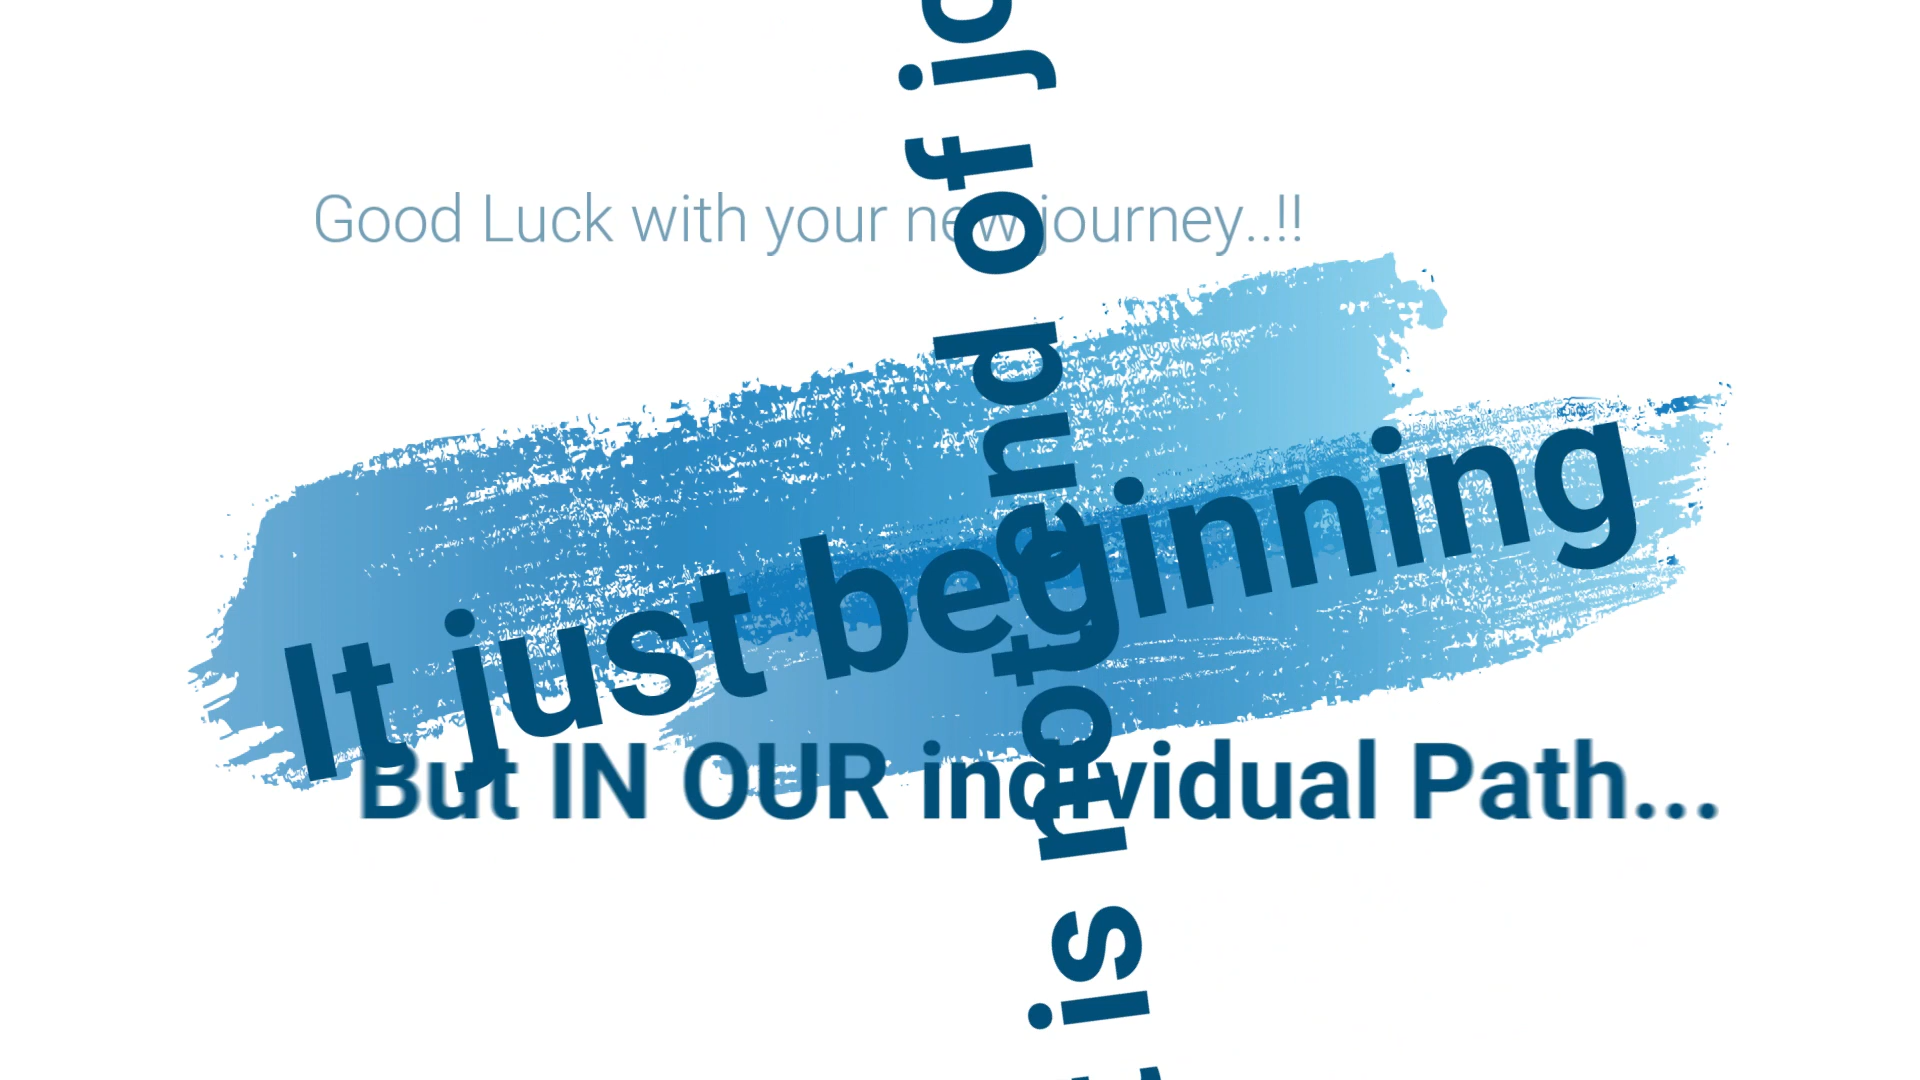 Good Luck with your new journey..!!
is not end of
It just beginning
But IN OUR individual Path...